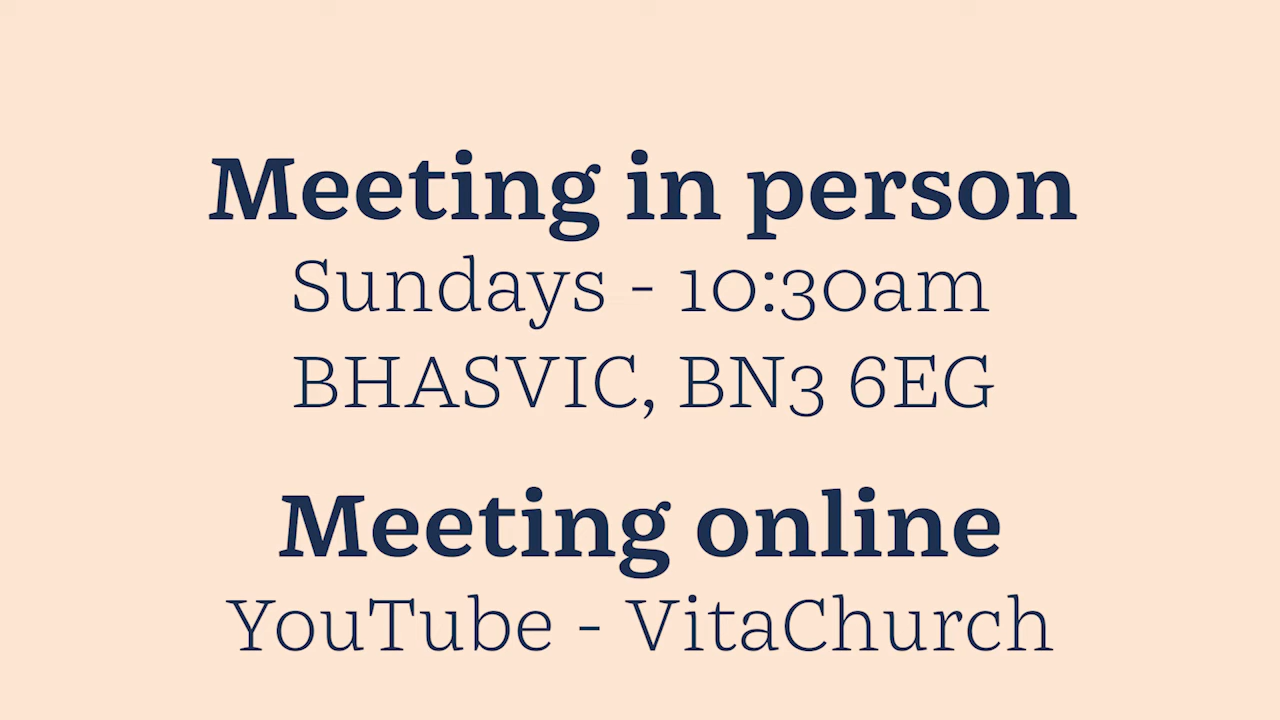 Meeting in person
Sundays - 10:30am
BHASVIC, BN3 6EG
Meeting online
YouTube - VitaChurch